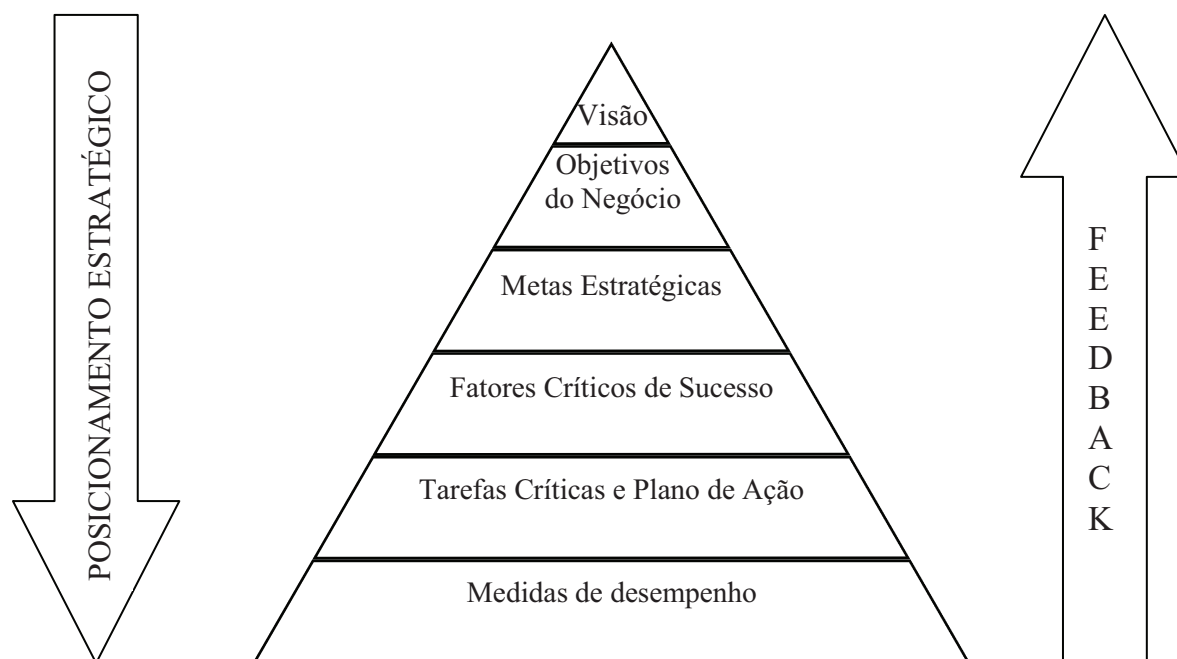 POSICIONAMENTO ESTRATÉGICO
Visão
Objetivos
do Negócio
Metas Estratégicas
Fatores Críticos de Sucesso
Tarefas Críticas e Plano de Ação
Medidas de desempenho
F
E
E
D
B
A
C
K